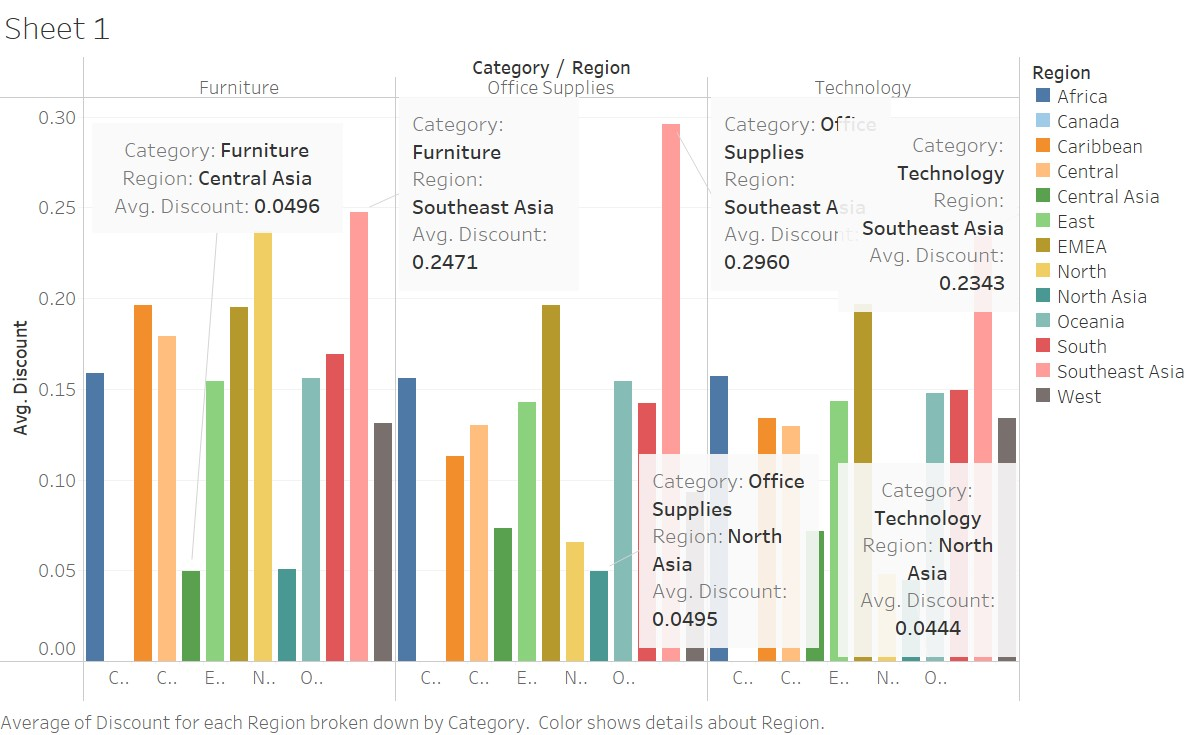 Sheet 1
Category / Region
Furniture
Office Supplies
Technology
Avg. Discount
0.30
0.25
0.20
0.15
0.10
0.05
0.00
Category: Furniture
Region: Central Asia
Avg. Discount: 0.0496
Category:
Furniture
Region:
Southeast Asia
Avg. Discount:
0.2471
Category: Office
Supplies
Region:
Southeast Asia
Avg. Discount:
0.2960
Category:
Technology
Region:
Southeast Asia
Avg. Discount:
0.2343
Category: Office
Supplies
Region: North
Asia
Avg. Discount:
0.0495
Category:
Technology
Region: North
Asia
Avg. Discount:
0.0444
C.. C.. E.. N.. O..
C.. C.. E.. N.. O..
C.. C.. E.. N.. O..
Region
Africa
Canada
Caribbean
Central
Central Asia
East
EMEA
North
North Asia
Oceania
South
Southeast Asia
West
Average of Discount for each Region broken down by Category.  Color shows details about Region.